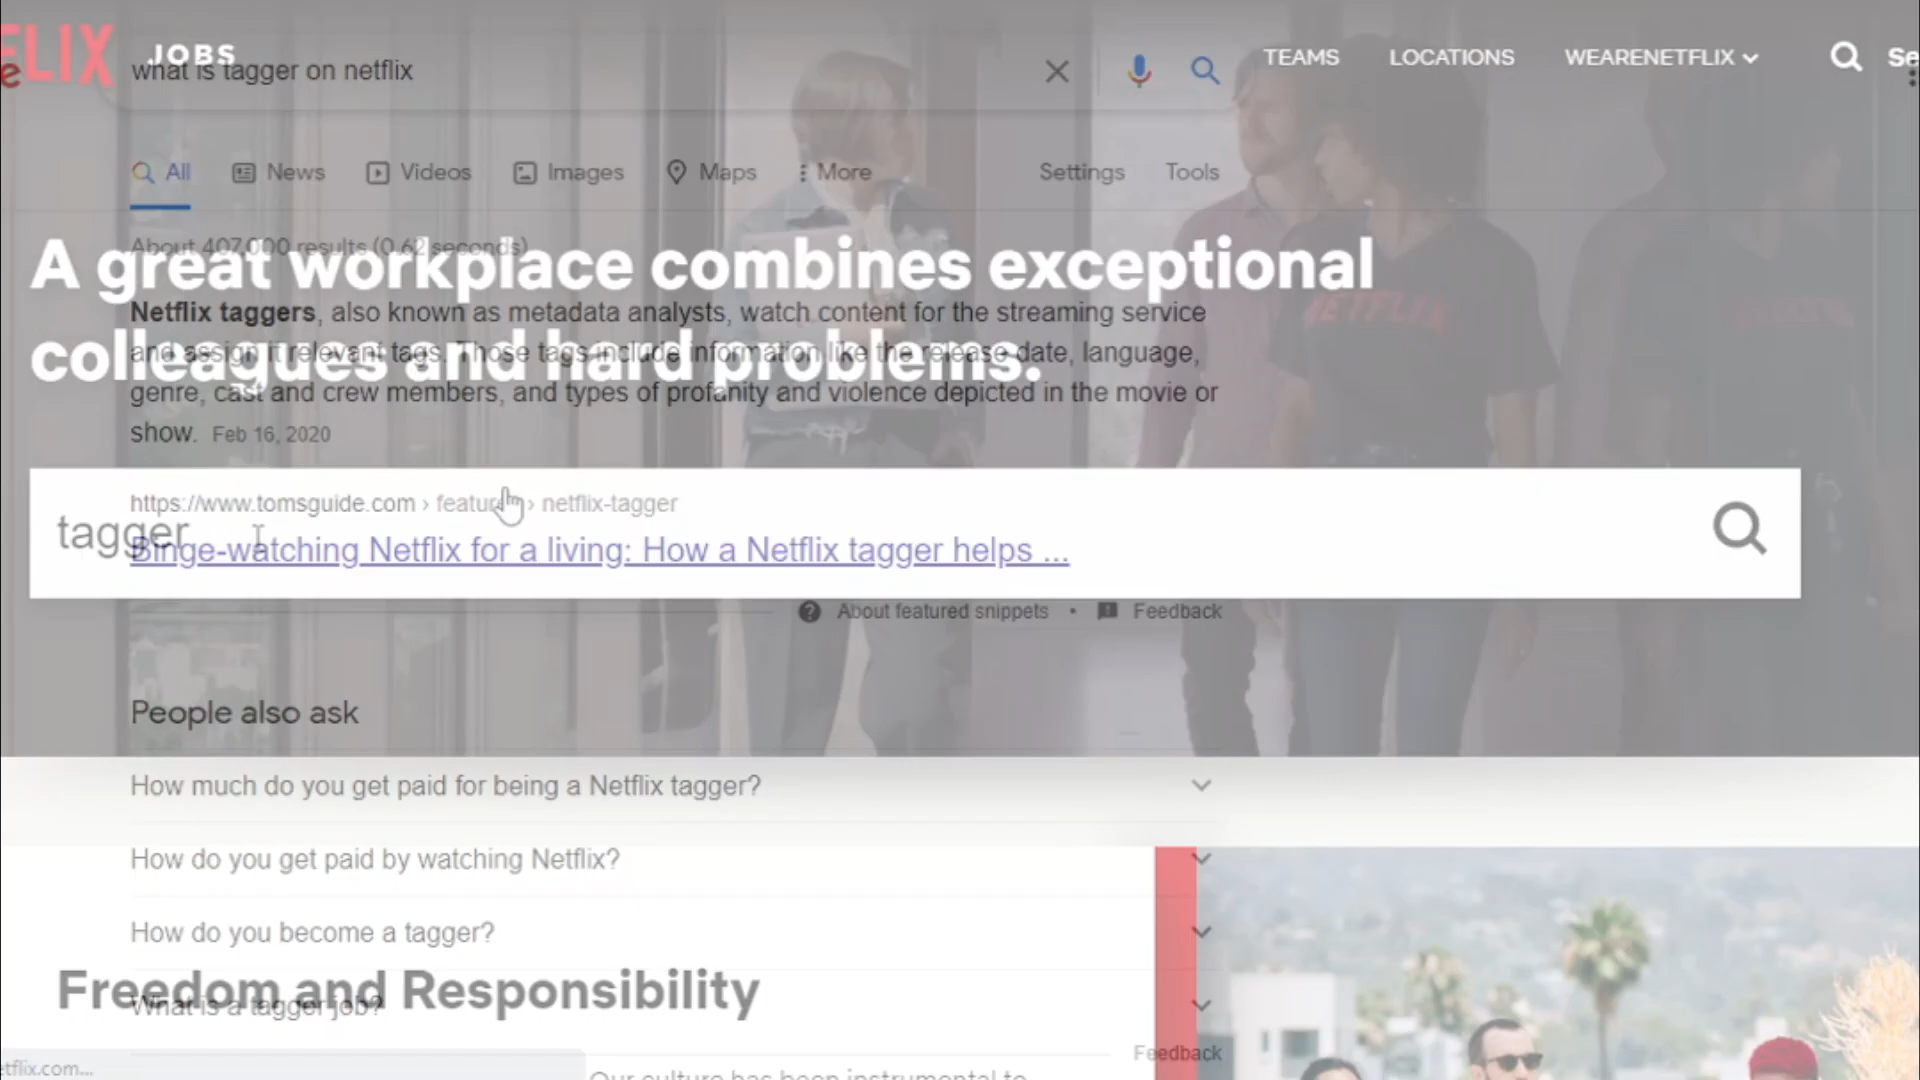 ELIX JOBS
what is tagger on netflix
TEAMS
LOCATIONS
WEARENETFLIX
Se
All
News
Videos
Images
Maps
More
Settings
Tools
About 407,000 results (0.62 seconds)
A great workplace combines exceptional
colleagues and hard problems.
Netflix taggers, also known as metadata analysts, watch content for the streaming service
and assign it relevant tags. Those tags include information like the release date, language,
genre, cast and crew members, and types of profanity and violence depicted in the movie or
show. Feb 16, 2020
NETFLIX
https://www.tomsguide.com › feature › netflix-tagger
tagger
Binge-watching Netflix for a living: How a Netflix tagger helps ...
About featured snippets • Feedback
People also ask
How much do you get paid for being a Netflix tagger?
How do you get paid by watching Netflix?
How do you become a tagger?
Freedom and Responsibility
What is a tagger job?
Feedback
etflix.com...
Our culture has been instrumental to